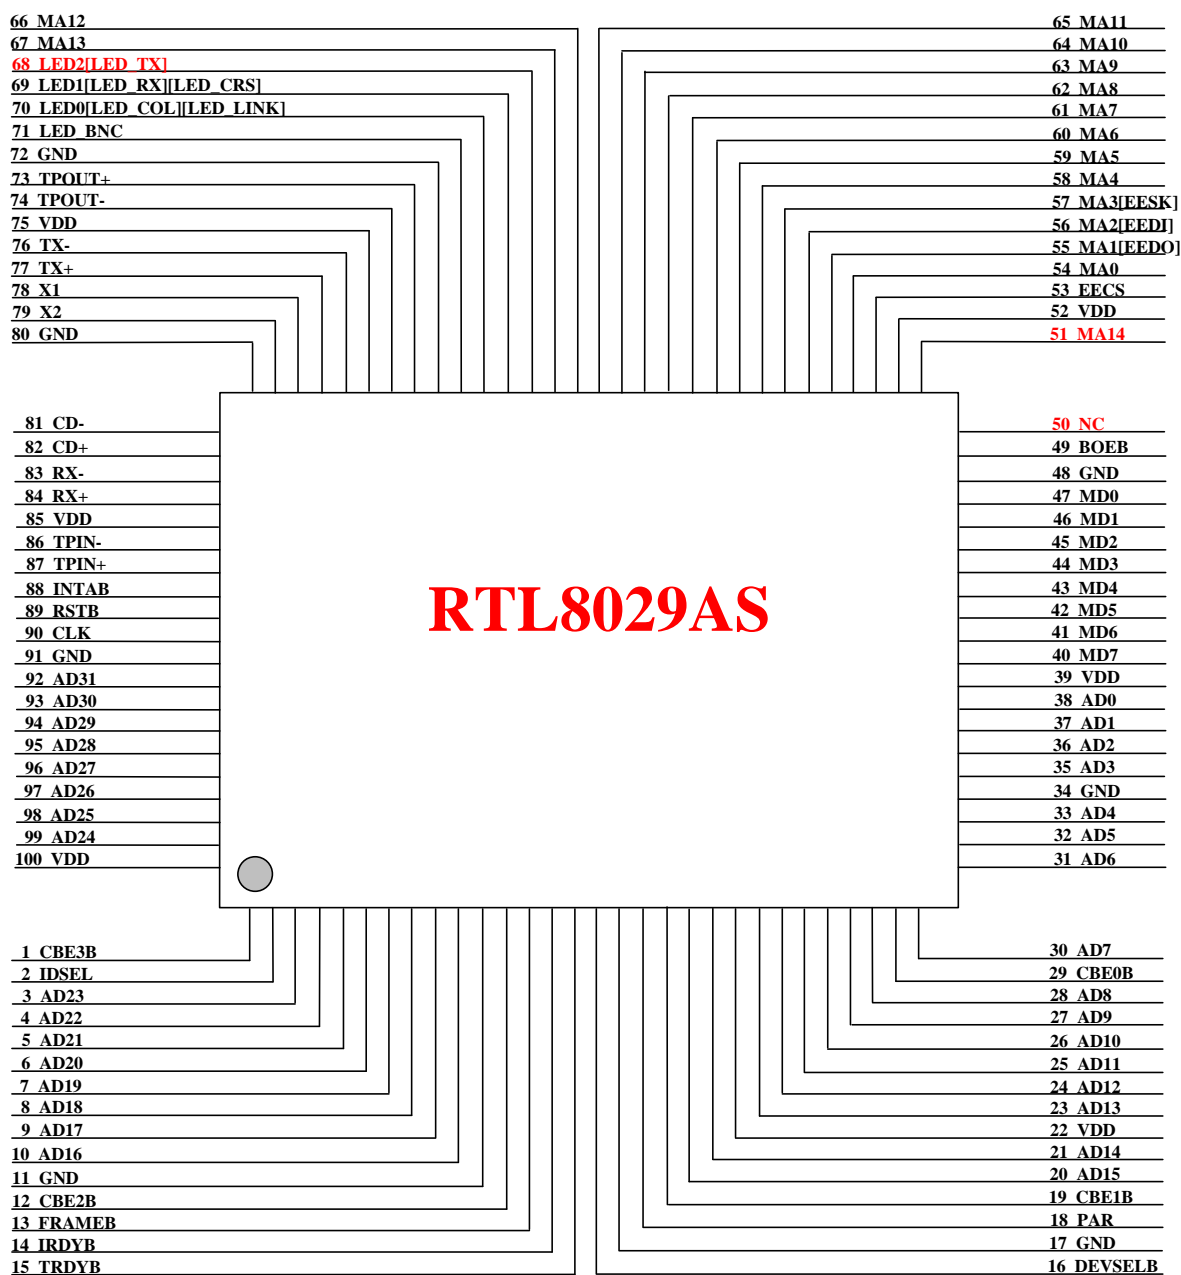 66 MA12
67 MA13
68 LED2[LED_TX]
69 LED1[LED_RX][LED_CRS]
70 LED0[LED_COL][LED_LINK]
71 LED_BNC
72 GND
73 TPOUT+
74 TPOUT-
75 VDD
76 TX-
77 TX+
78 X1
79 X2
80 GND
65 MA11
64 MA10
63 MA9
62 MA8
61 MA7
60 MA6
59 MA5
58 MA4
57 MA3[EESK]
56 MA2[EEDI]
55 MA1[EEDO]
54 MA0
53 EECS
52 VDD
51 MA14
81 CD-
82 CD+
83 RX-
84 RX+
85 VDD
86 TPIN-
87 TPIN+
88 INTAB
89 RSTB
90 CLK
91 GND
92 AD31
93 AD30
94 AD29
95 AD28
96 AD27
97 AD26
98 AD25
99 AD24
100 VDD
RTL8029AS
50 NC
49 BOEB
48 GND
47 MD0
46 MD1
45 MD2
44 MD3
43 MD4
42 MD5
41 MD6
40 MD7
39 VDD
38 AD0
37 AD1
36 AD2
35 AD3
34 GND
33 AD4
32 AD5
31 AD6
1 CBE3B
2 IDSEL
3 AD23
4 AD22
5 AD21
6 AD20
7 AD19
8 AD18
9 AD17
10 AD16
11 GND
12 CBE2B
13 FRAMEB
14 IRDYB
15 TRDYB
30 AD7
29 CBE0B
28 AD8
27 AD9
26 AD10
25 AD11
24 AD12
23 AD13
22 VDD
21 AD14
20 AD15
19 CBE1B
18 PAR
17 GND
16 DEVSELB